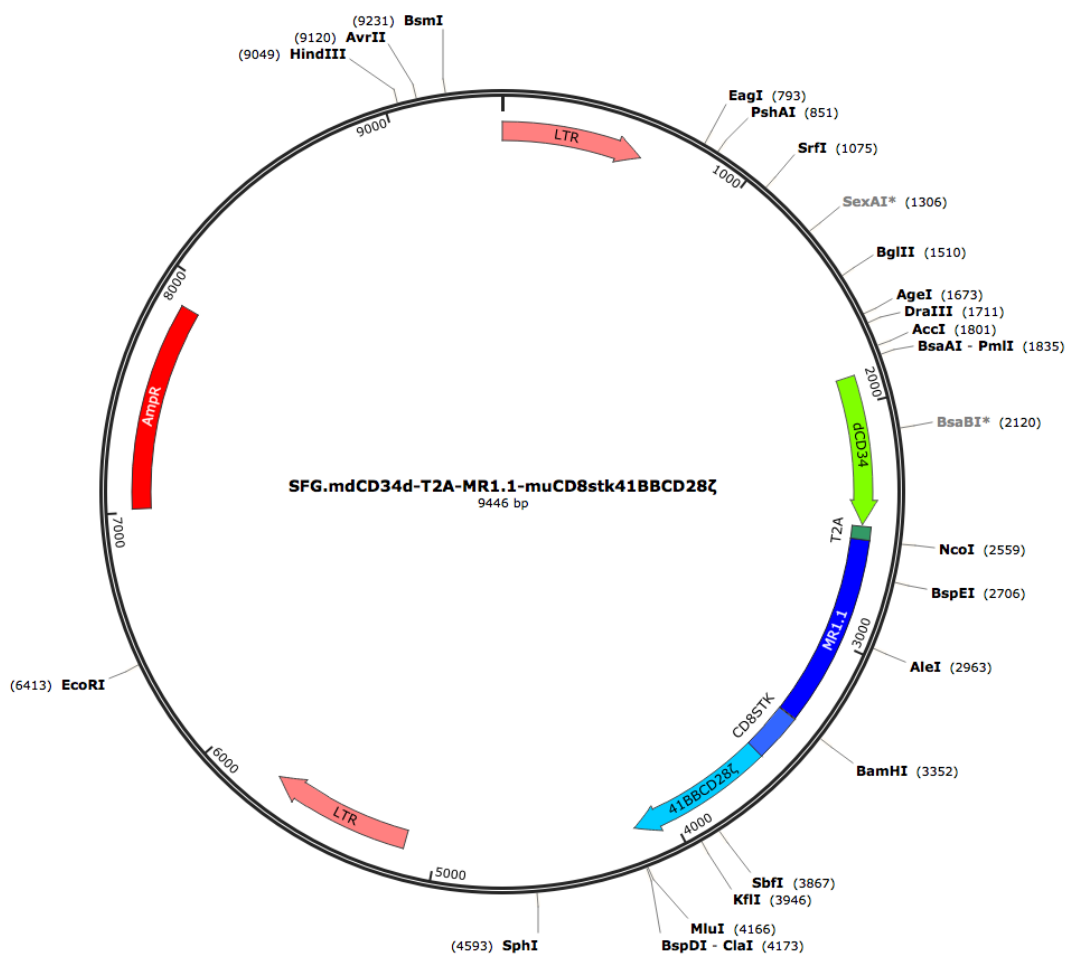 (9231) BsmI
(9120) AvrII
(9049) HindIII
EagI (793)
PshAI (851)
SrfI (1075)
SexAI* (1306)
BglII (1510)
AgeI (1673)
DraIII (1711)
AccI (1801)
BsaAI - PmlI (1835)
BsaBI* (2120)
NcoI (2559)
BspEI (2706)
AleI (2963)
BamHI (3352)
SbfI (3867)
KflI (3946)
MluI (4166)
BspDI - ClaI (4173)
(4593) SphI
(6413) EcoRI
1000
2000
3000
4000
5000
6000
7000
8000
9000
LTR
dCD34
T2A
MR1.1
CD8STK
41BBCD28ζ
LTR
AmpR
SFG.mdCD34d-T2A-MR1.1-muCD8stk41BBCD28ζ
9446 bp